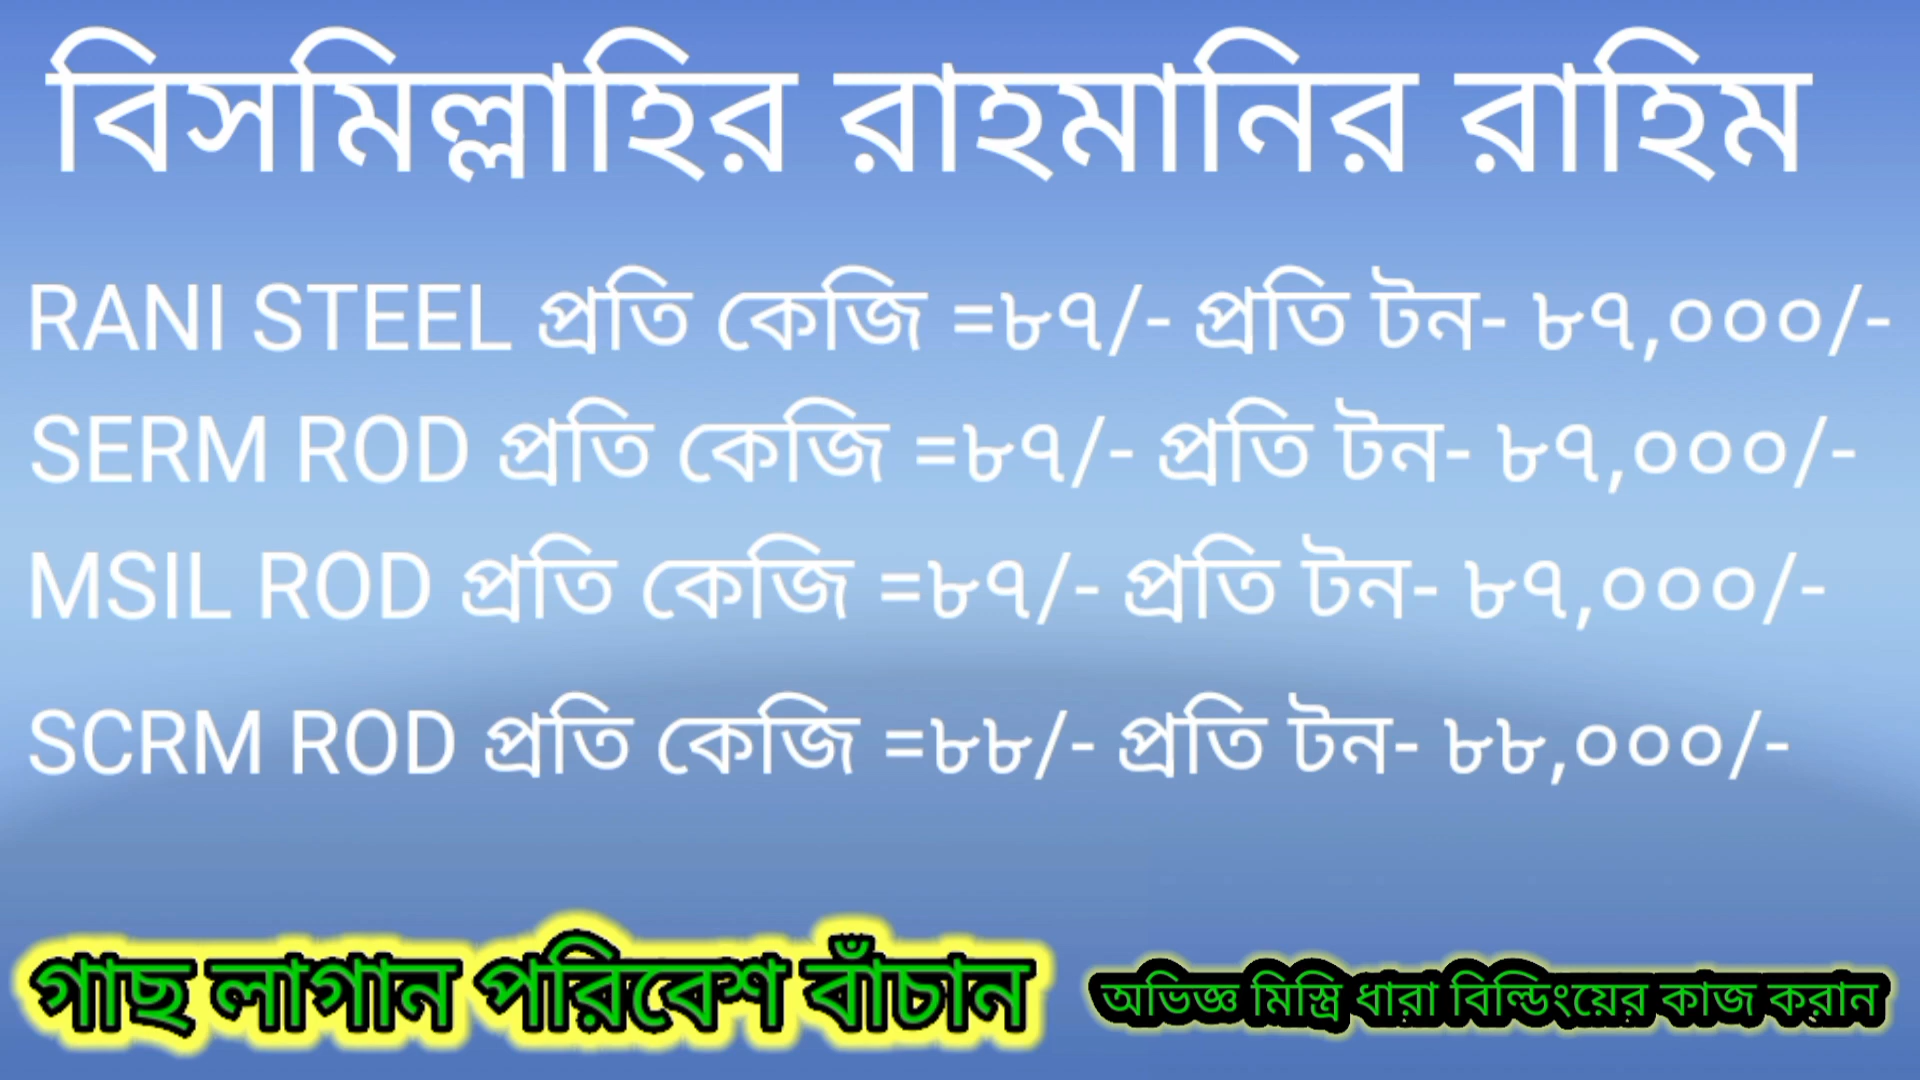 বিসমিল্লাহির রাহমানির রাহিম
RANI STEEL প্রতি কেজি =৮৭/- প্রতি টন- ৮৭,০০০/-
SERM ROD প্রতি কেজি =৮৭/- প্রতি টন- ৮৭,০০০/-
MSIL ROD প্রতি কেজি =৮৭/- প্রতি টন- ৮৭,০০০/-
SCRM ROD প্রতি কেজি =৮৮/- প্রতি টন- ৮৮,০০০/-
গাছ লাগান পরিবেশ বাঁচান
অভিজ্ঞ মিস্ত্রি ধারা বিল্ডিংয়ের কাজ করান